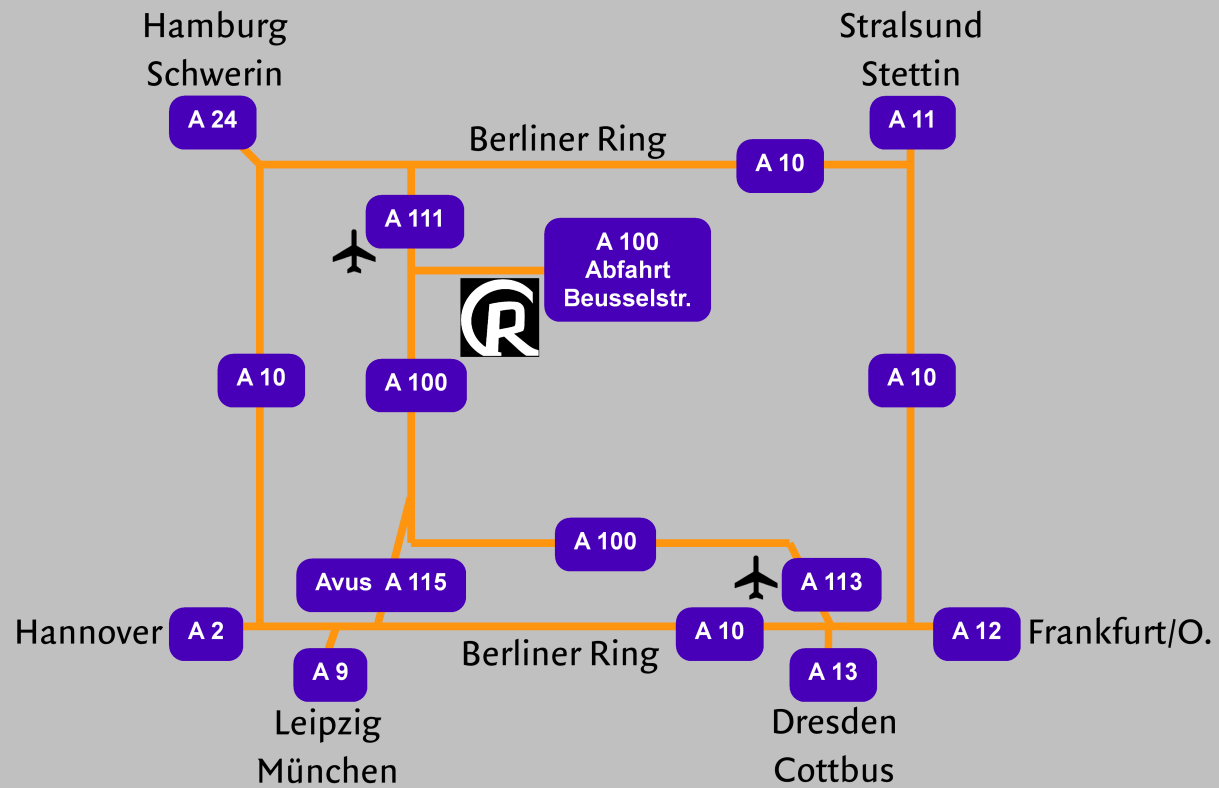 Hamburg
Schwerin
Stralsund
Stettin
A 24
A 11
Berliner Ring
A 10
A 111
A 100
Abfahrt
Beusselstr.
R
A 10
A 100
A 10
A 100
Avus A 115
A 113
Hannover
A 2
A 10
A 12
Frankfurt/O.
Berliner Ring
A 9
A 13
Leipzig
München
Dresden
Cottbus